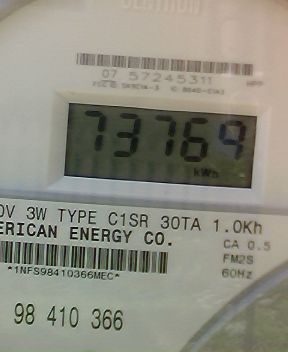 CENTRON
07 57245311
73769
kWh
0V 3W TYPE C1SR 30TA 1.0Kh
ERICAN ENERGY CO.
CA 0.5
FM2S
60Hz
*1NFS98410366MEC*
98 410 366